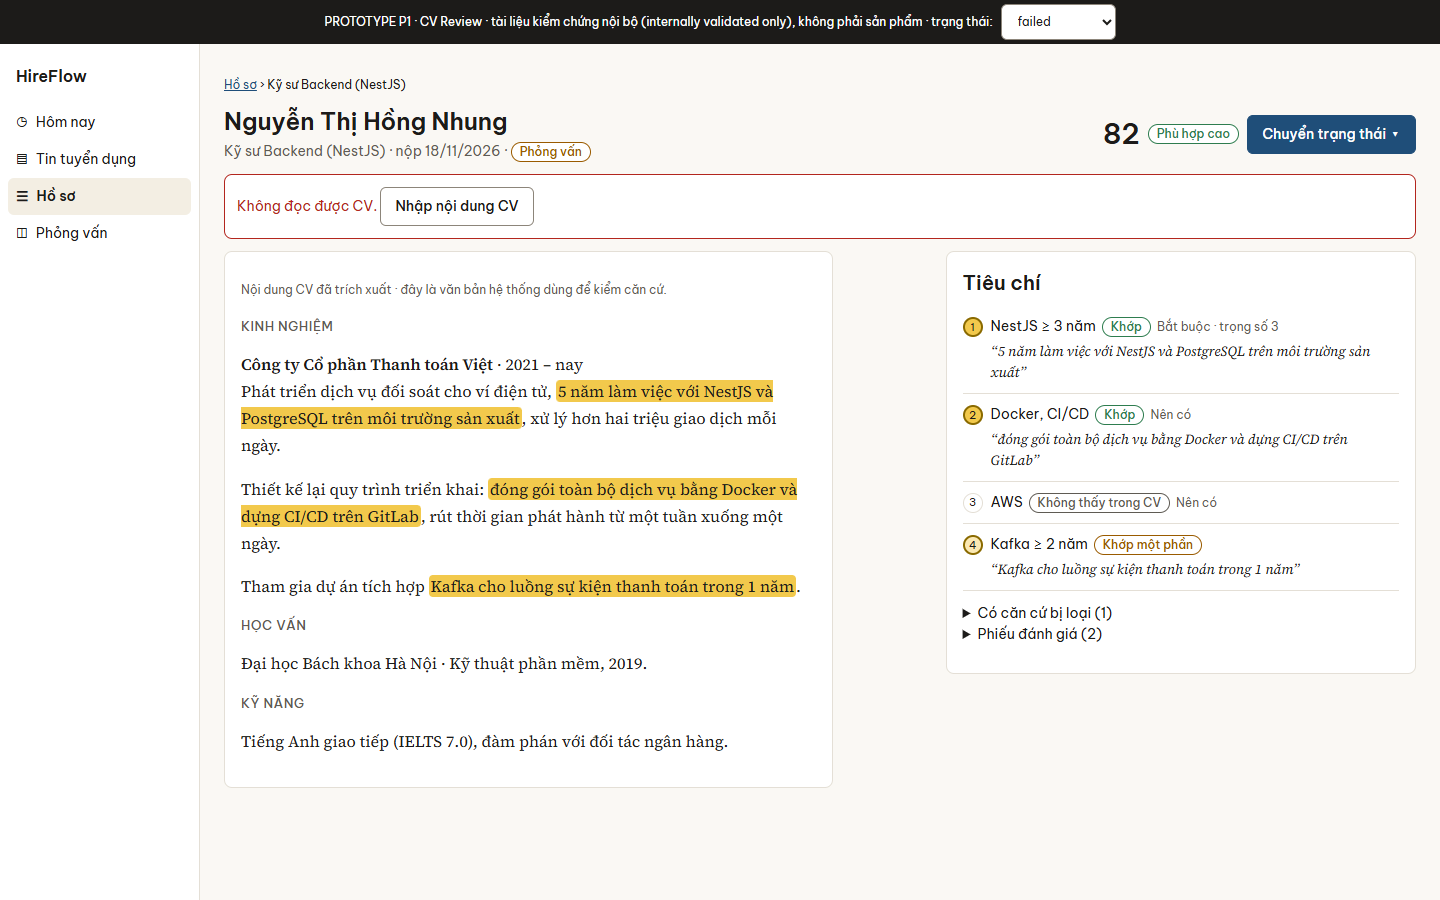 PROTOTYPE P1 · CV Review · tài liệu kiểm chứng nội bộ (internally validated only), không phải sản phẩm · trạng thái: failed
HireFlow
Hôm nay
Tin tuyển dụng
Hồ sơ
Phỏng vấn
Hồ sơ › Kỹ sư Backend (NestJS)
Nguyễn Thị Hồng Nhung
Kỹ sư Backend (NestJS) · nộp 18/11/2026 · Phỏng vấn
82 Phù hợp cao Chuyển trạng thái ▾
Không đọc được CV. Nhập nội dung CV
Nội dung CV đã trích xuất · đây là văn bản hệ thống dùng để kiểm căn cứ.
KINH NGHIỆM
Công ty Cổ phần Thanh toán Việt · 2021 – nay
Phát triển dịch vụ đối soát cho ví điện tử, 5 năm làm việc với NestJS và
PostgreSQL trên môi trường sản xuất, xử lý hơn hai triệu giao dịch mỗi
ngày.
Thiết kế lại quy trình triển khai: đóng gói toàn bộ dịch vụ bằng Docker và
dựng CI/CD trên GitLab, rút thời gian phát hành từ một tuần xuống một
ngày.
Tham gia dự án tích hợp Kafka cho luồng sự kiện thanh toán trong 1 năm.
HỌC VẤN
Đại học Bách khoa Hà Nội · Kỹ thuật phần mềm, 2019.
KỸ NĂNG
Tiếng Anh giao tiếp (IELTS 7.0), đàm phán với đối tác ngân hàng.
Tiêu chí
1 NestJS ≥ 3 năm Khớp Bắt buộc · trọng số 3
“5 năm làm việc với NestJS và PostgreSQL trên môi trường sản
xuất”
2 Docker, CI/CD Khớp Nên có
“đóng gói toàn bộ dịch vụ bằng Docker và dựng CI/CD trên
GitLab”
3 AWS Không thấy trong CV Nên có
4 Kafka ≥ 2 năm Khớp một phần
“Kafka cho luồng sự kiện thanh toán trong 1 năm”
▶ Có căn cứ bị loại (1)
▶ Phiếu đánh giá (2)